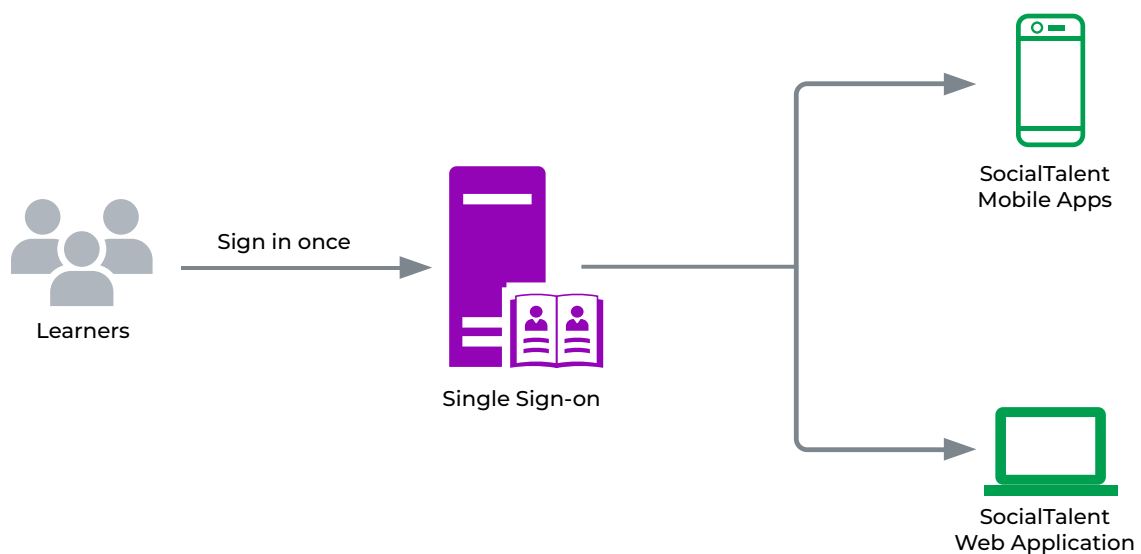 Learners
Sign in once
Single Sign-on
SocialTalent
Mobile Apps
SocialTalent
Web Application